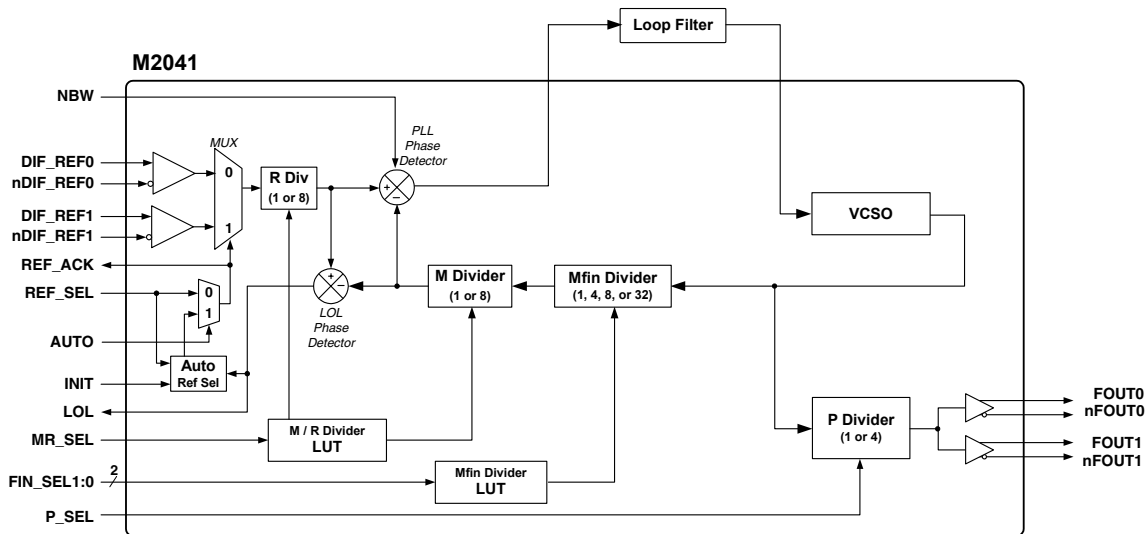 Loop Filter
M2041
NBW
MUX
PLL
Phase
Detector
DIF_REF0
nDIF_REF0
0
R Div
(1 or 8)
+
–
DIF_REF1
nDIF_REF1
1
VCSO
REF_ACK
REF_SEL
0
1
+
–
LOL
Phase
Detector
M Divider
(1 or 8)
Mfin Divider
(1, 4, 8, or 32)
AUTO
Auto
Ref Sel
INIT
LOL
MR_SEL
M / R Divider
LUT
P Divider
(1 or 4)
FOUT0
nFOUT0
FOUT1
nFOUT1
FIN_SEL1:0
2
Mfin Divider
LUT
P_SEL